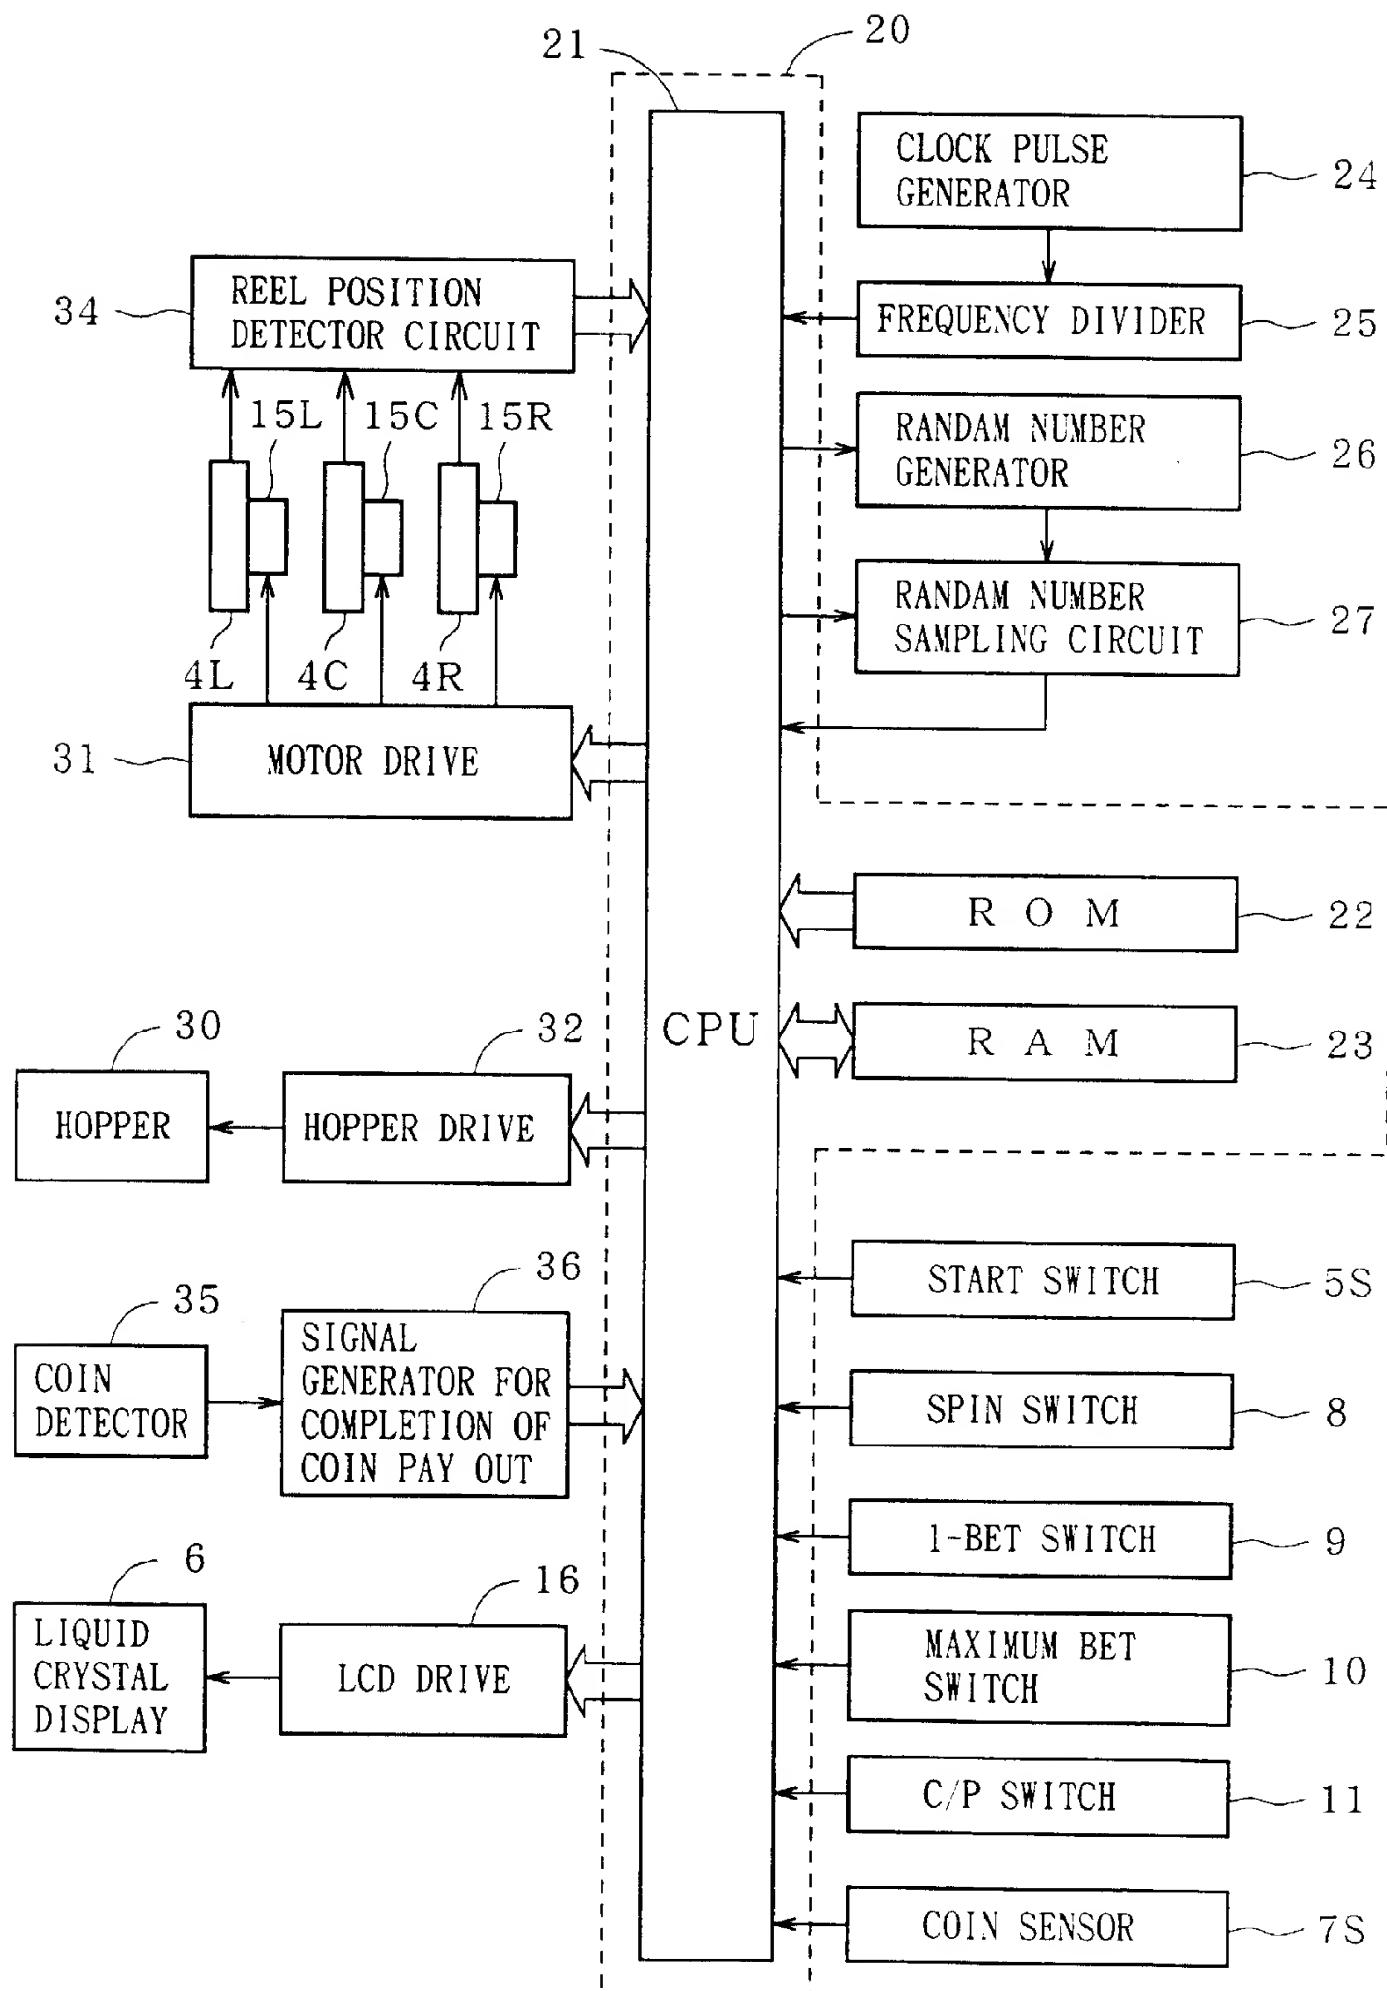 20
21
CLOCK PULSE
GENERATOR
24
REEL POSITION
DETECTOR CIRCUIT
34
FREQUENCY DIVIDER
25
15L
15C
15R
RANDAM NUMBER
GENERATOR
26
RANDAM NUMBER
SAMPLING CIRCUIT
27
4L
4C
4R
MOTOR DRIVE
31
ROM
22
CPU
RAM
23
30
32
HOPPER
HOPPER DRIVE
START SWITCH
5S
35
36
COIN
DETECTOR
SIGNAL
GENERATOR FOR
COMPLETION OF
COIN PAY OUT
SPIN SWITCH
8
1-BET SWITCH
9
6
16
LIQUID
CRYSTAL
DISPLAY
LCD DRIVE
MAXIMUM BET
SWITCH
10
C/P SWITCH
11
COIN SENSOR
7S